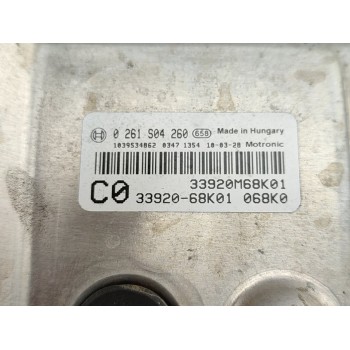 0 261 S04 260 658 Made in Hungary
1039534862 0347 1354 10-03-28 Motronic
C0 33920M68K01
33920-68K01 068K0